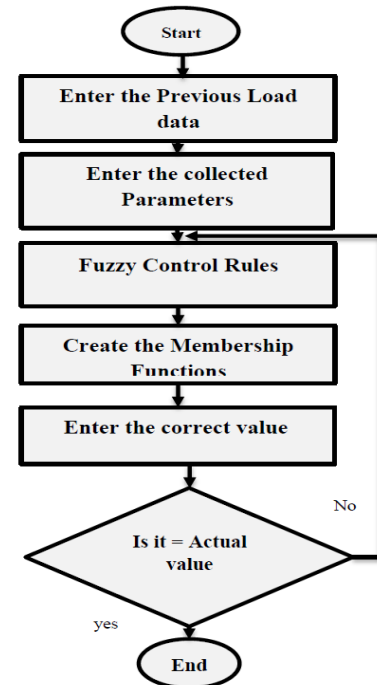 Start
Enter the Previous Load
data
Enter the collected
Parameters
Fuzzy Control Rules
Create the Membership
Functions
Enter the correct value
Is it = Actual
value
No
yes
End